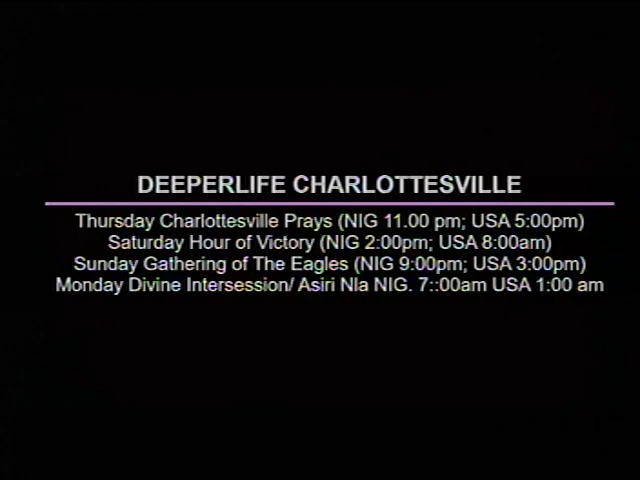 DEEPERLIFE CHARLOTTESVILLE
Thursday Charlottesville Prays (NIG 11.00 pm; USA 5:00pm)
Saturday Hour of Victory (NIG 2:00pm; USA 8:00am)
Sunday Gathering of The Eagles (NIG 9:00pm; USA 3:00pm)
Monday Divine Intersession/ Asiri Nla NIG. 7::00am USA 1:00 am